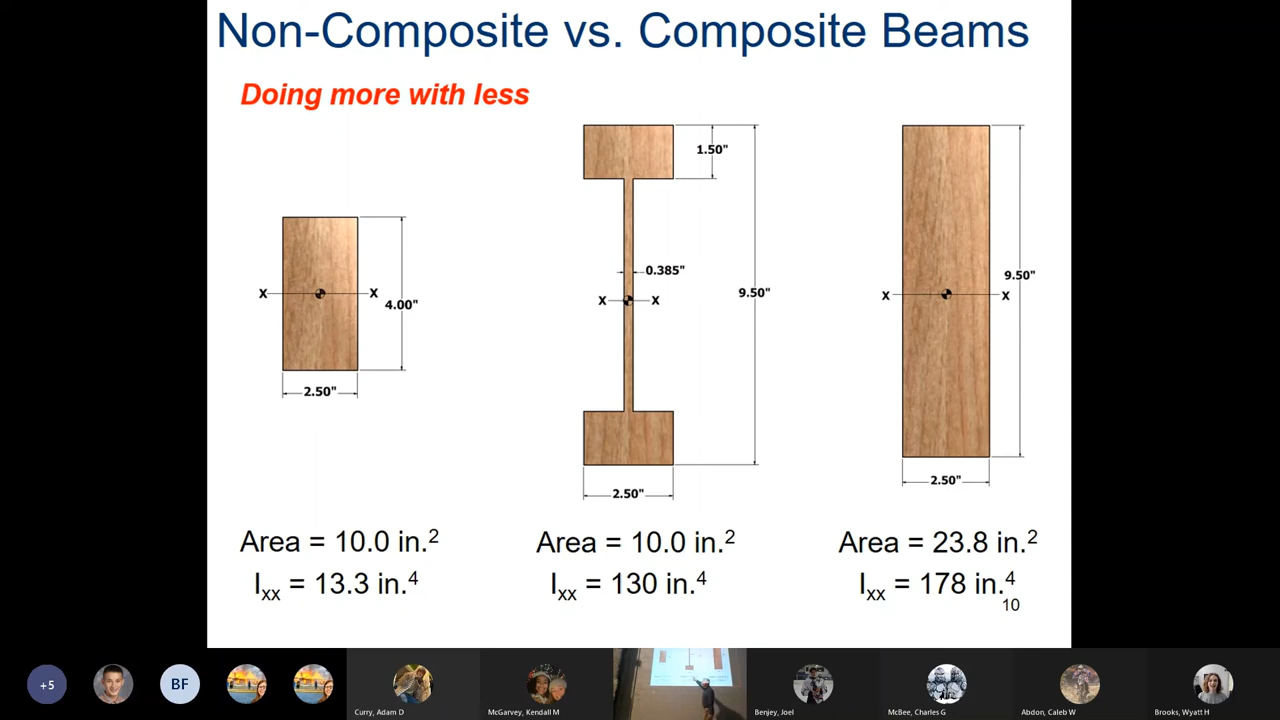 Non-Composite vs. Composite Beams
Doing more with less
x x
4.00"
2.50"
1.50"
0.385"
x x
9.50"
2.50"
x x
9.50"
2.50"
Area = 10.0 in.²
Iₓₓ = 13.3 in.⁴
Area = 10.0 in.²
Iₓₓ = 130 in.⁴
Area = 23.8 in.²
Iₓₓ = 178 in.⁴
10
+5
BF
Curry, Adam D
McGarvey, Kendall M
Benjey, Joel
McBee, Charles G
Abdon, Caleb W
Brooks, Wyatt H